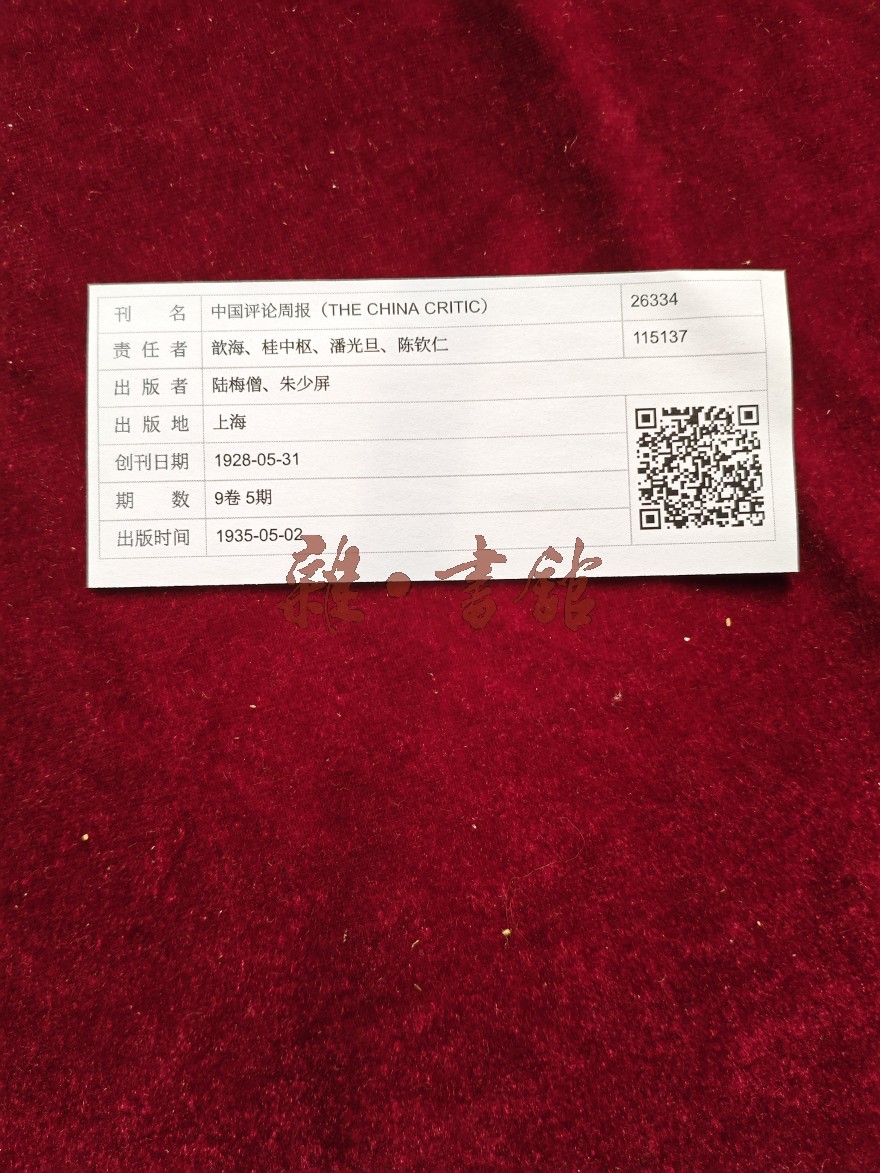 刊 名 中国评论周报（THE CHINA CRITIC） 26334
责任者 歆海、桂中枢、潘光旦、陈钦仁 115137
出版者 陆梅僧、朱少屏
出版地 上海
创刊日期 1928-05-31
期 数 9卷 5期
出版时间 1935-05-02
雜·書館